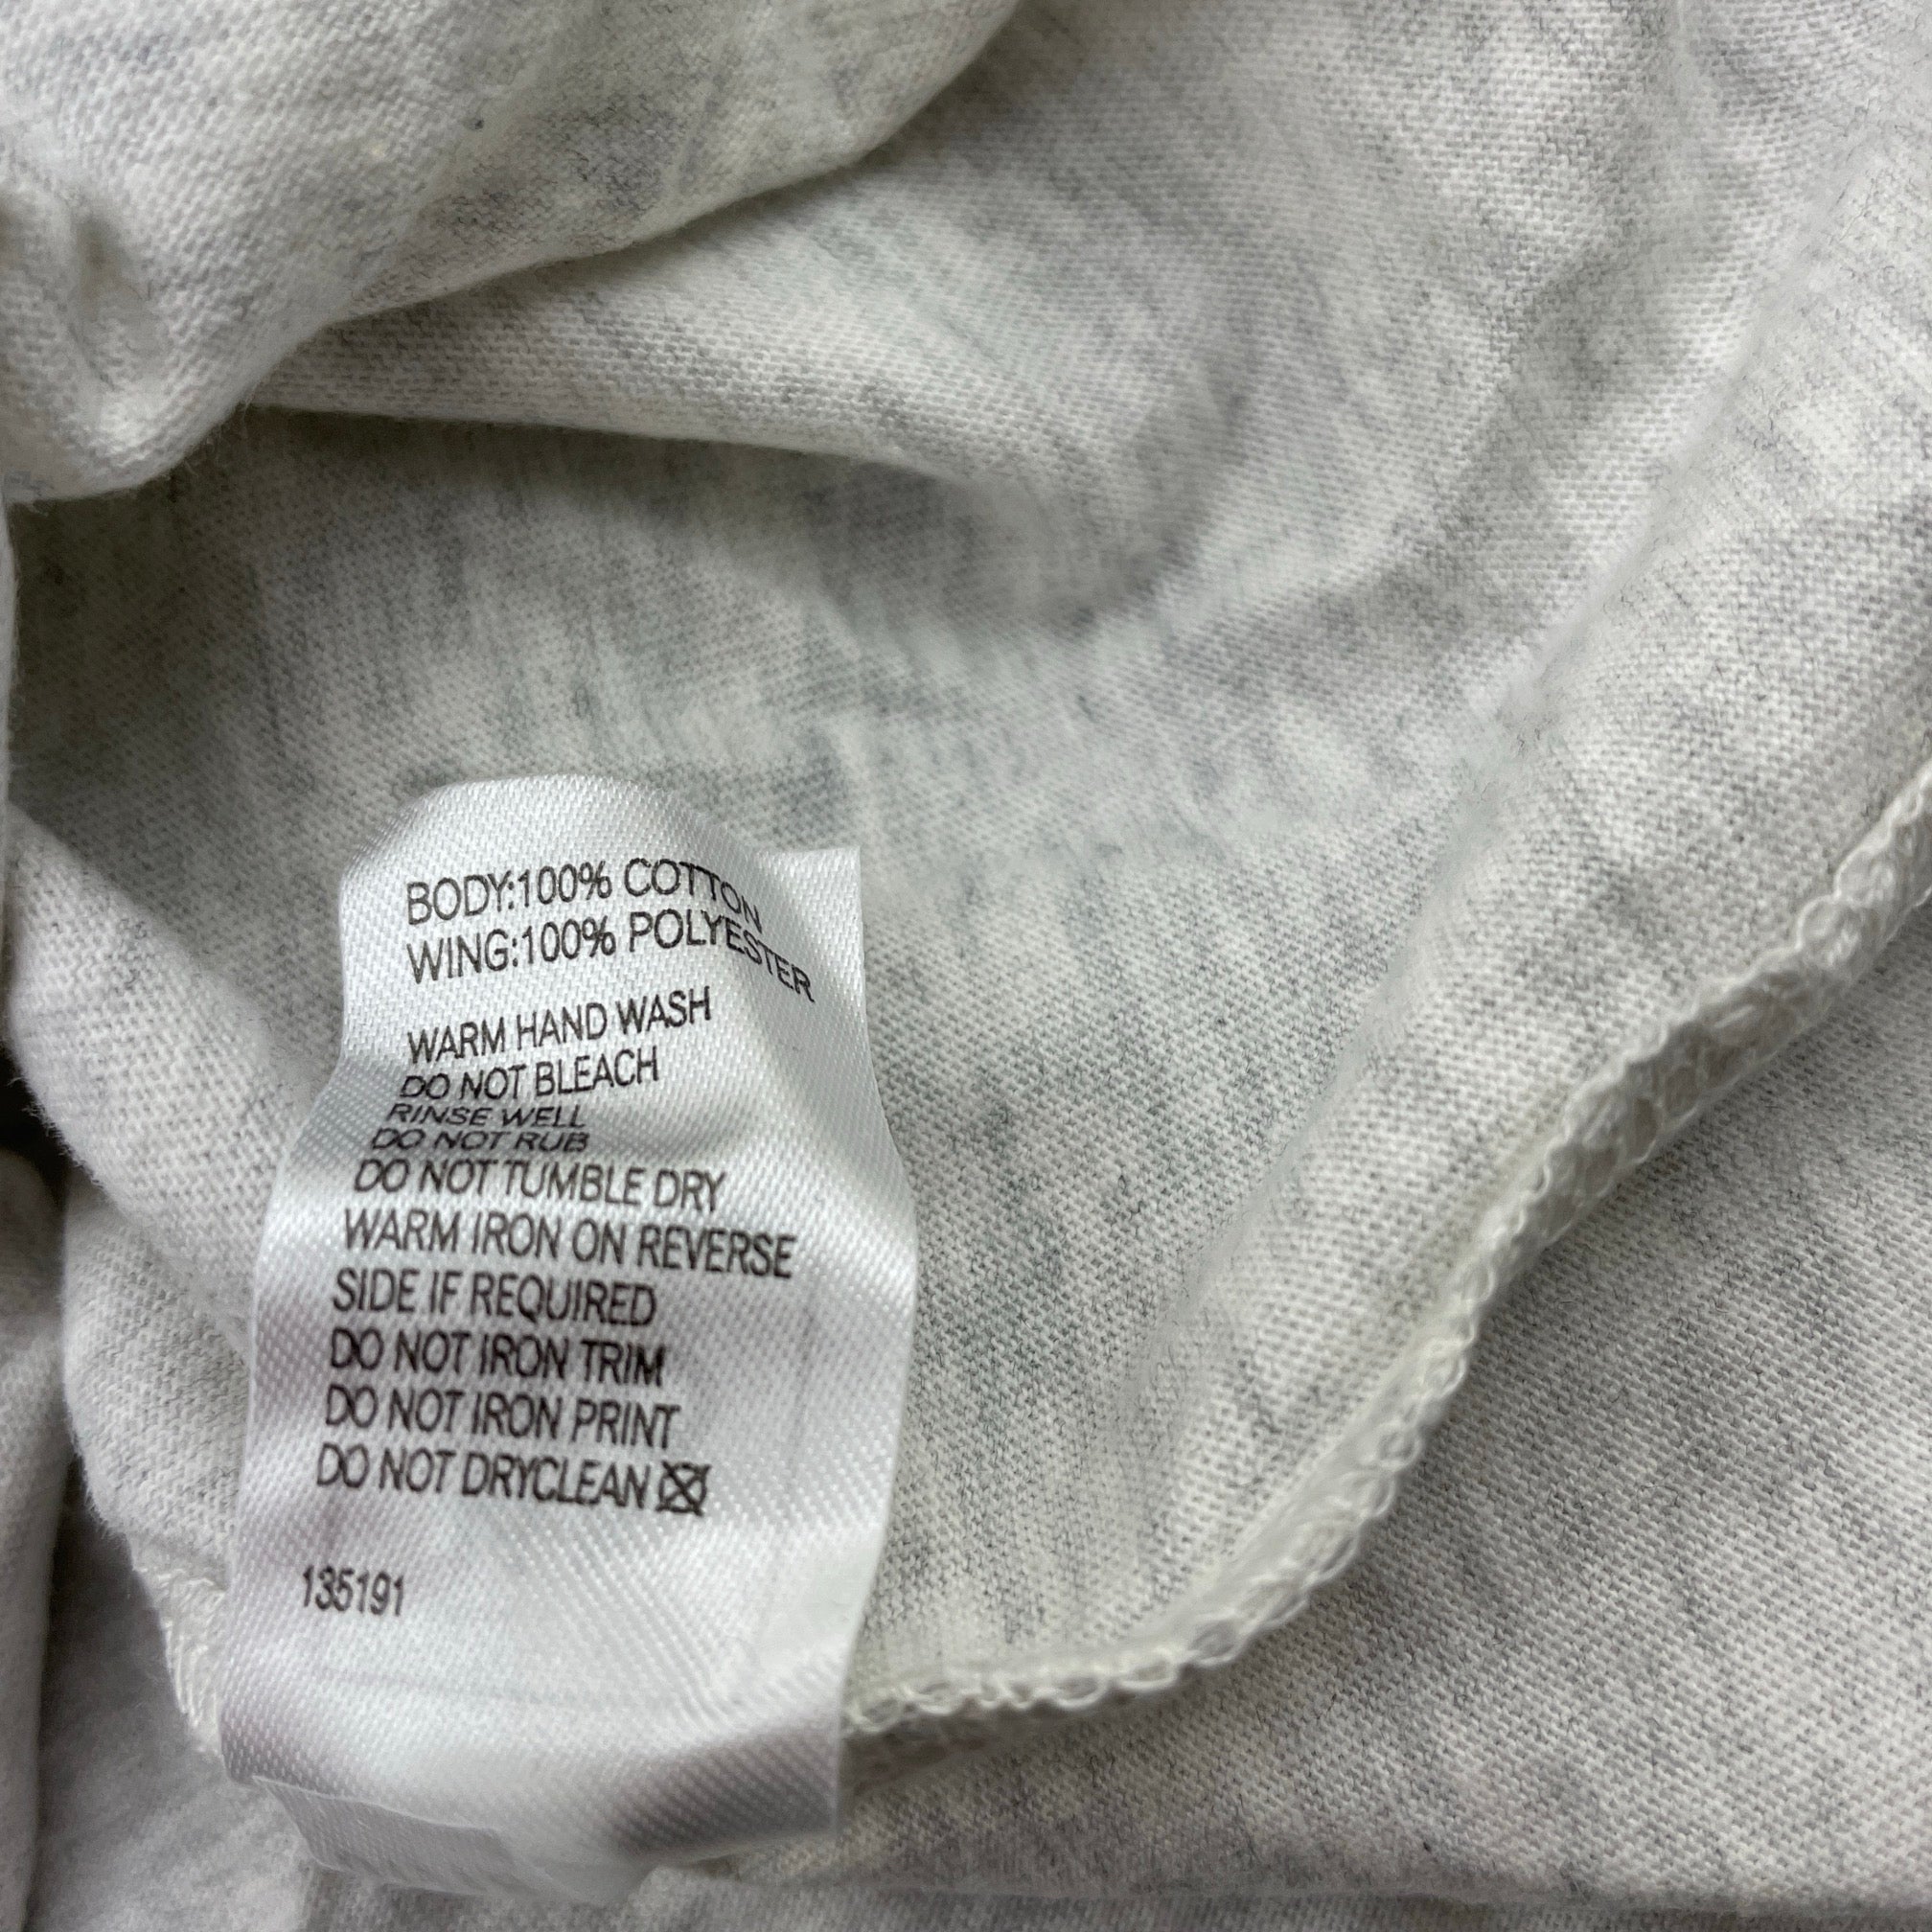 BODY:100% COTTON
WING:100% POLYESTER
WARM HAND WASH
DO NOT BLEACH
RINSE WELL
DO NOT RUB
DO NOT TUMBLE DRY
WARM IRON ON REVERSE
SIDE IF REQUIRED
DO NOT IRON TRIM
DO NOT IRON PRINT
DO NOT DRYCLEAN
135191